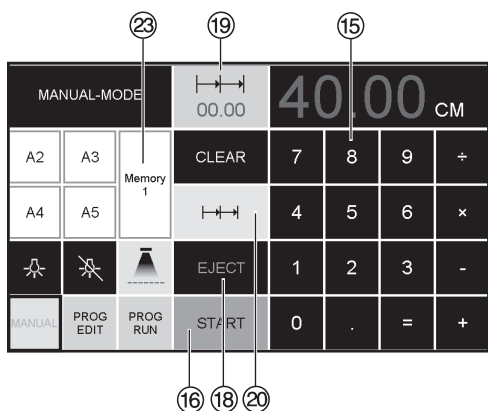 23 19 15
MANUAL-MODE 00.00 40.00 CM
A2 A3 Memory 1 CLEAR 7 8 9 ÷
A4 A5 4 5 6 ×
EJECT 1 2 3 -
MANUAL PROG EDIT PROG RUN START 0 . = +
16 18 20